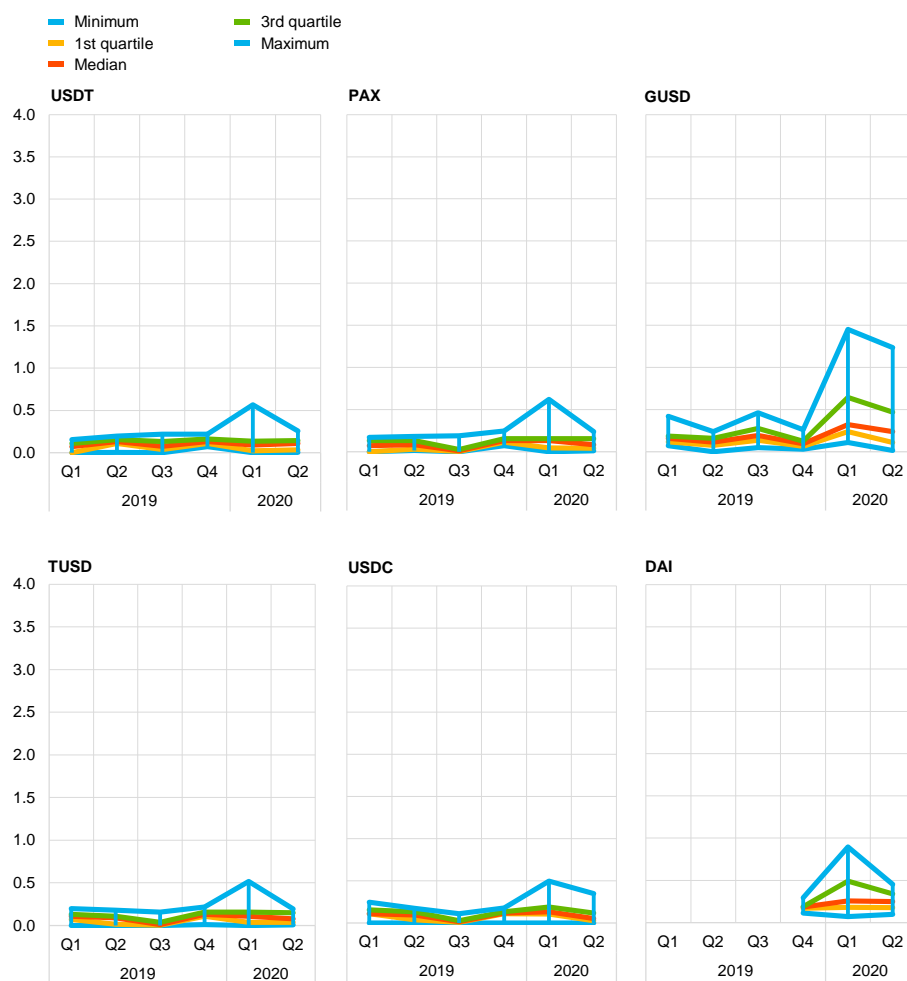 Minimum
3rd quartile
1st quartile
Maximum
Median
USDT
PAX
GUSD
4.0
3.5
3.0
2.5
2.0
1.5
1.0
0.5
0.0
Q1 Q2 Q3 Q4 Q1 Q2
2019 2020
Q1 Q2 Q3 Q4 Q1 Q2
2019 2020
Q1 Q2 Q3 Q4 Q1 Q2
2019 2020
TUSD
USDC
DAI
4.0
3.5
3.0
2.5
2.0
1.5
1.0
0.5
0.0
Q1 Q2 Q3 Q4 Q1 Q2
2019 2020
Q1 Q2 Q3 Q4 Q1 Q2
2019 2020
Q1 Q2 Q3 Q4 Q1 Q2
2019 2020